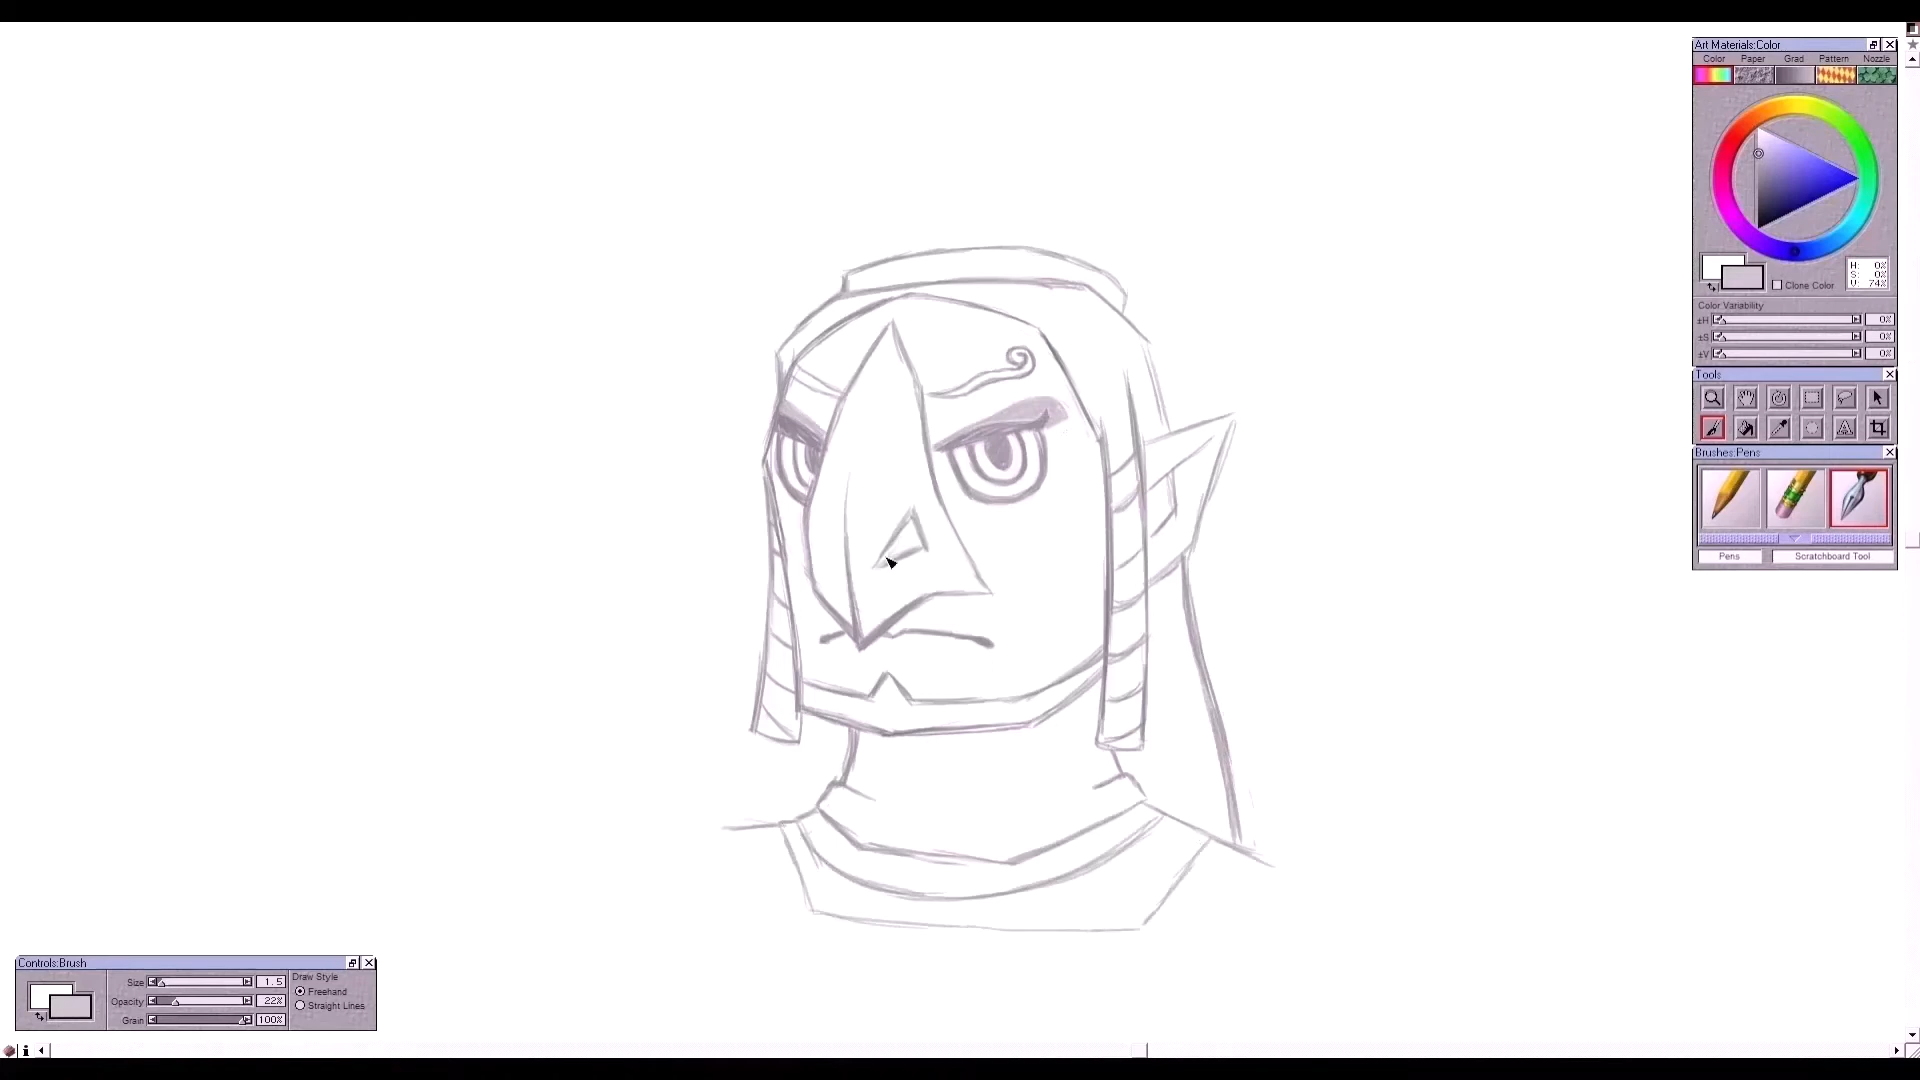 Art Materials:Color
Color Paper Grad Pattern Nozzle
H: 0%
S: 0%
V: 74%
Clone Color
Color Variability
±H 0%
±S 0%
±V 0%
Tools
Brushes:Pens
Pens Scratchboard Tool
Controls:Brush
Size 1.5
Opacity 22%
Grain 100%
Draw Style
Freehand
Straight Lines